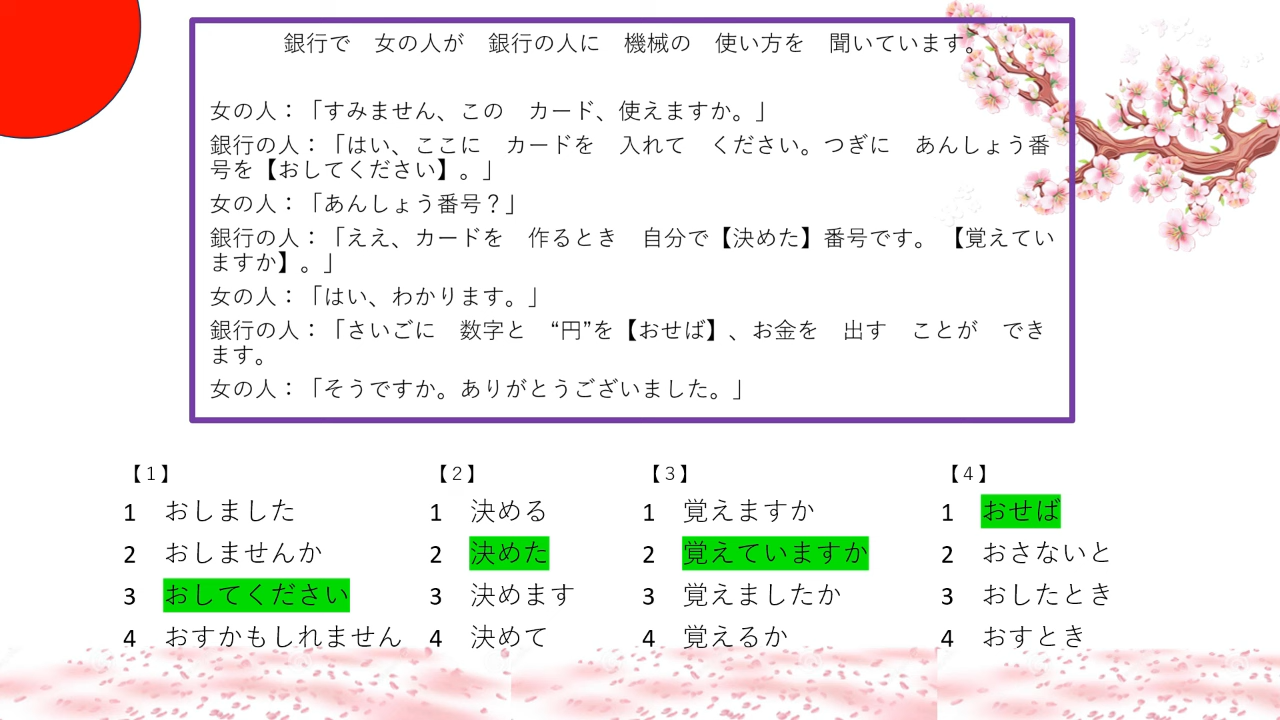 銀行で　女の人が　銀行の人に　機械の　使い方を　聞いています。
女の人：「すみません、この　カード、使えますか。」
銀行の人：「はい、ここに　カードを　入れて　ください。つぎに　あんしょう番
号を【おしてください】。」
女の人：「あんしょう番号？」
銀行の人：「ええ、カードを　作るとき　自分で【決めた】番号です。【覚えてい
ますか】。」
女の人：「はい、わかります。」
銀行の人：「さいごに　数字と　“円”を【おせば】、お金を　出す　ことが　でき
ます。
女の人：「そうですか。ありがとうございました。」
【1】
1　おしました
2　おしませんか
3　おしてください
4　おすかもしれません
【2】
1　決める
2　決めた
3　決めます
4　決めて
【3】
1　覚えますか
2　覚えていますか
3　覚えましたか
4　覚えるか
【4】
1　おせば
2　おさないと
3　おしたとき
4　おすとき